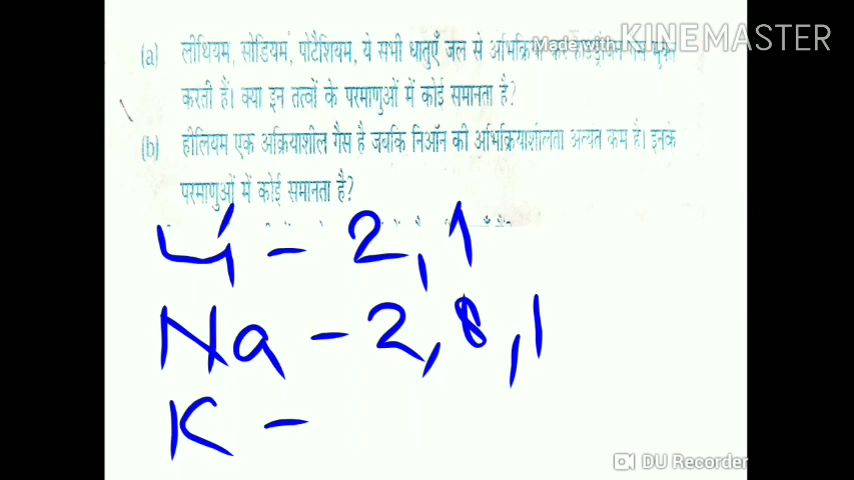 (a) लीथियम, सोडियम, पोटैशियम, ये सभी धातुएँ जल से अभिक्रिया कर
Made with KINEMASTER
करती हैं। क्या इन तत्वों के परमाणुओं में कोई समानता है?
(b) हीलियम एक अक्रियाशील गैस है जबकि निऑन की अभिक्रियाशीलता अत्यंत कम है। इनके
परमाणुओं में कोई समानता है?
Li - 2,1
Na - 2,8,1
K -
DU Recorder